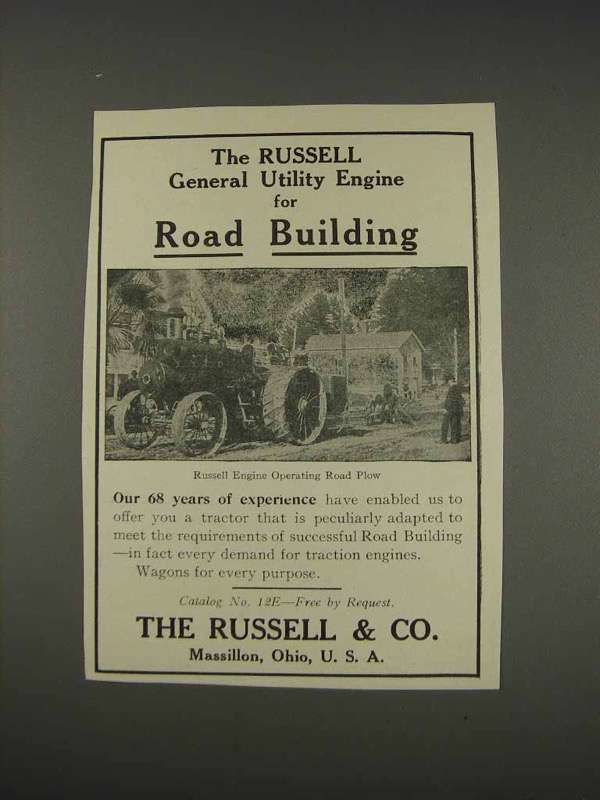 The RUSSELL
General Utility Engine
for
Road Building
Russell Engine Operating Road Plow
Our 68 years of experience have enabled us to
offer you a tractor that is peculiarly adapted to
meet the requirements of successful Road Building
—in fact every demand for traction engines.
Wagons for every purpose.
Catalog No. 12E—Free by Request.
THE RUSSELL & CO.
Massillon, Ohio, U. S. A.